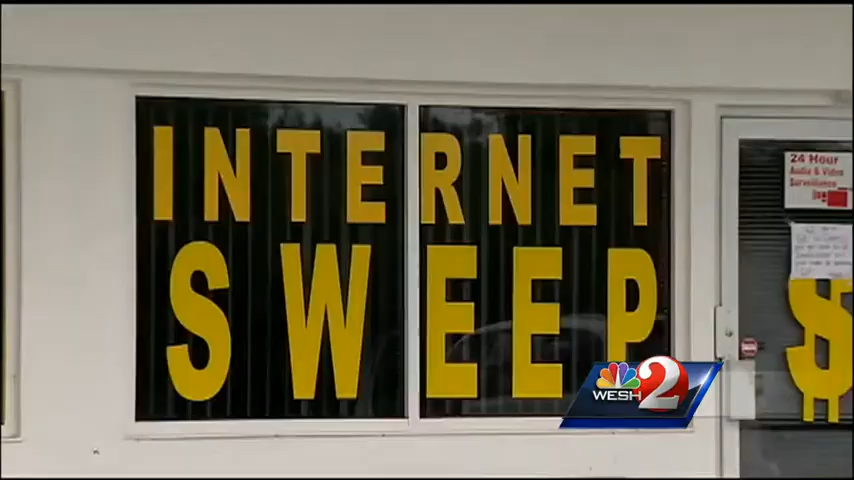 INTERNET
SWEEP
24 Hour
Audio & Video
Surveillance
$
WESH 2